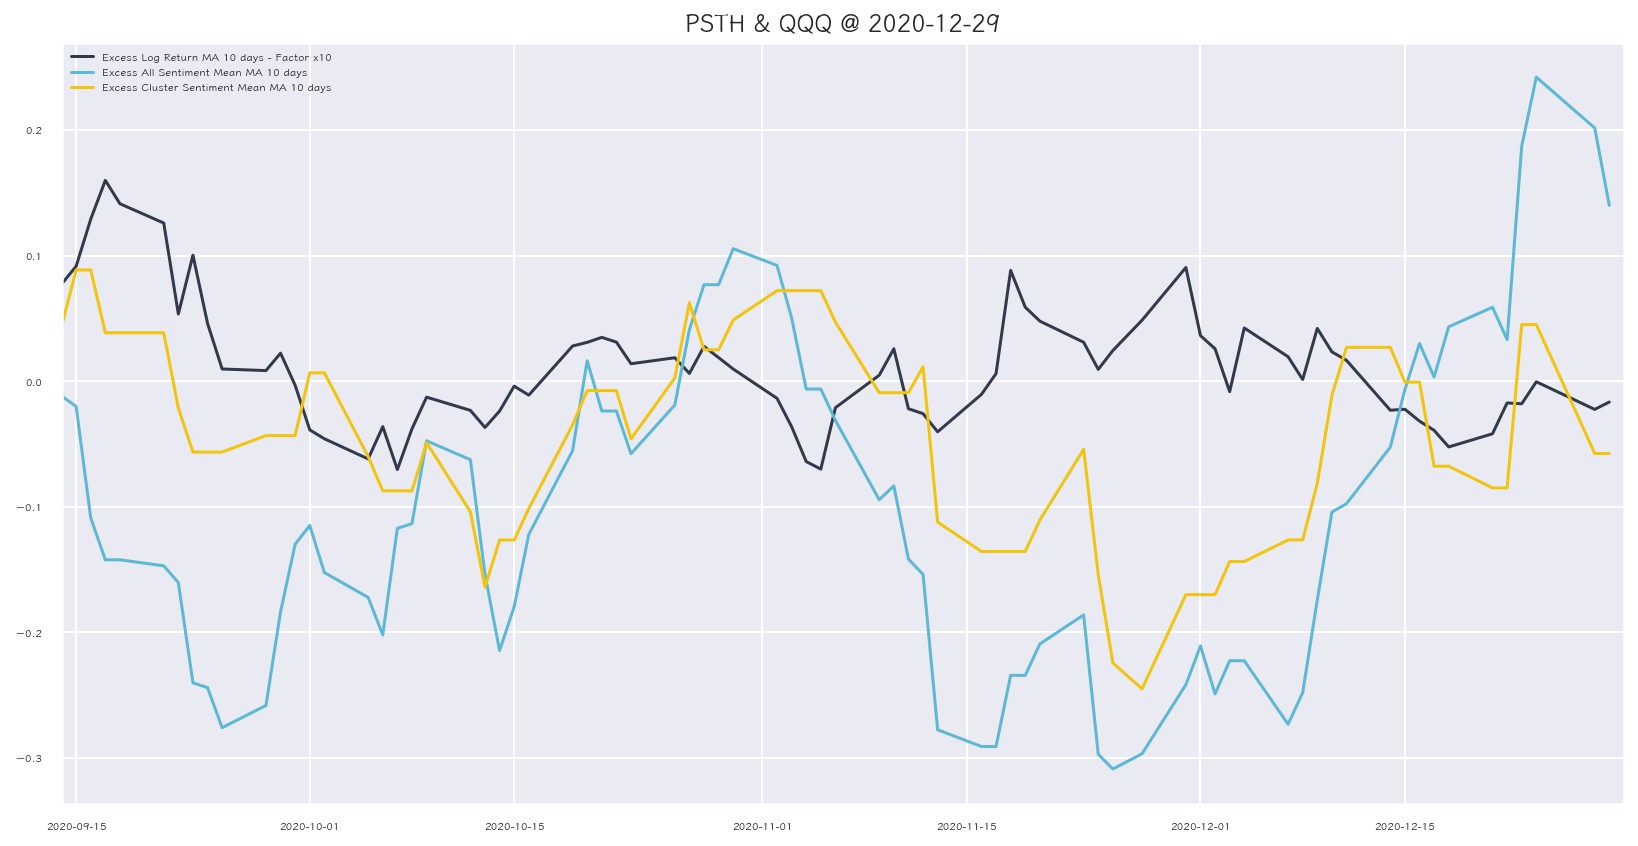 PSTH & QQQ @ 2020-12-29
Excess Log Return MA 10 days - Factor x10
Excess All Sentiment Mean MA 10 days
Excess Cluster Sentiment Mean MA 10 days
0.2
0.1
0.0
−0.1
−0.2
−0.3
2020-09-15 2020-10-01 2020-10-15 2020-11-01 2020-11-15 2020-12-01 2020-12-15